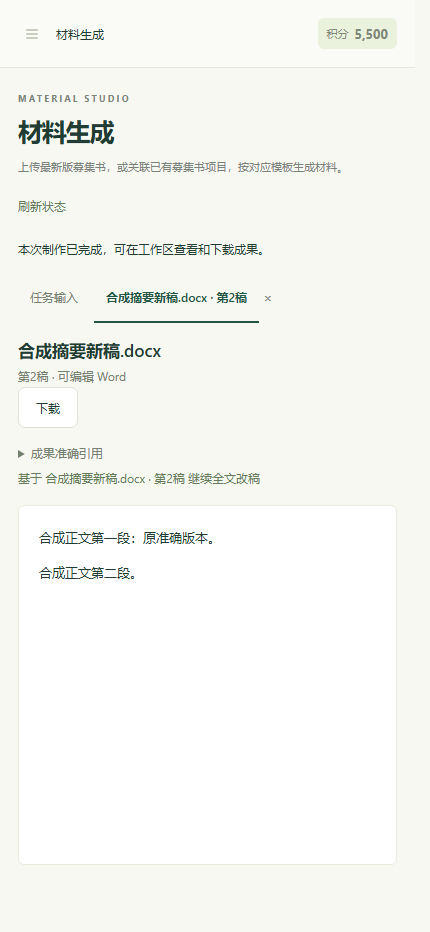 材料生成
积分 5,500
MATERIAL STUDIO
材料生成
上传最新版募集书，或关联已有募集书项目，按对应模板生成材料。
刷新状态
本次制作已完成，可在工作区查看和下载成果。
任务输入
合成摘要新稿.docx · 第2稿 ×
合成摘要新稿.docx
第2稿 · 可编辑 Word
下载
成果准确引用
基于 合成摘要新稿.docx · 第2稿 继续全文改稿
合成正文第一段：原准确版本。
合成正文第二段。